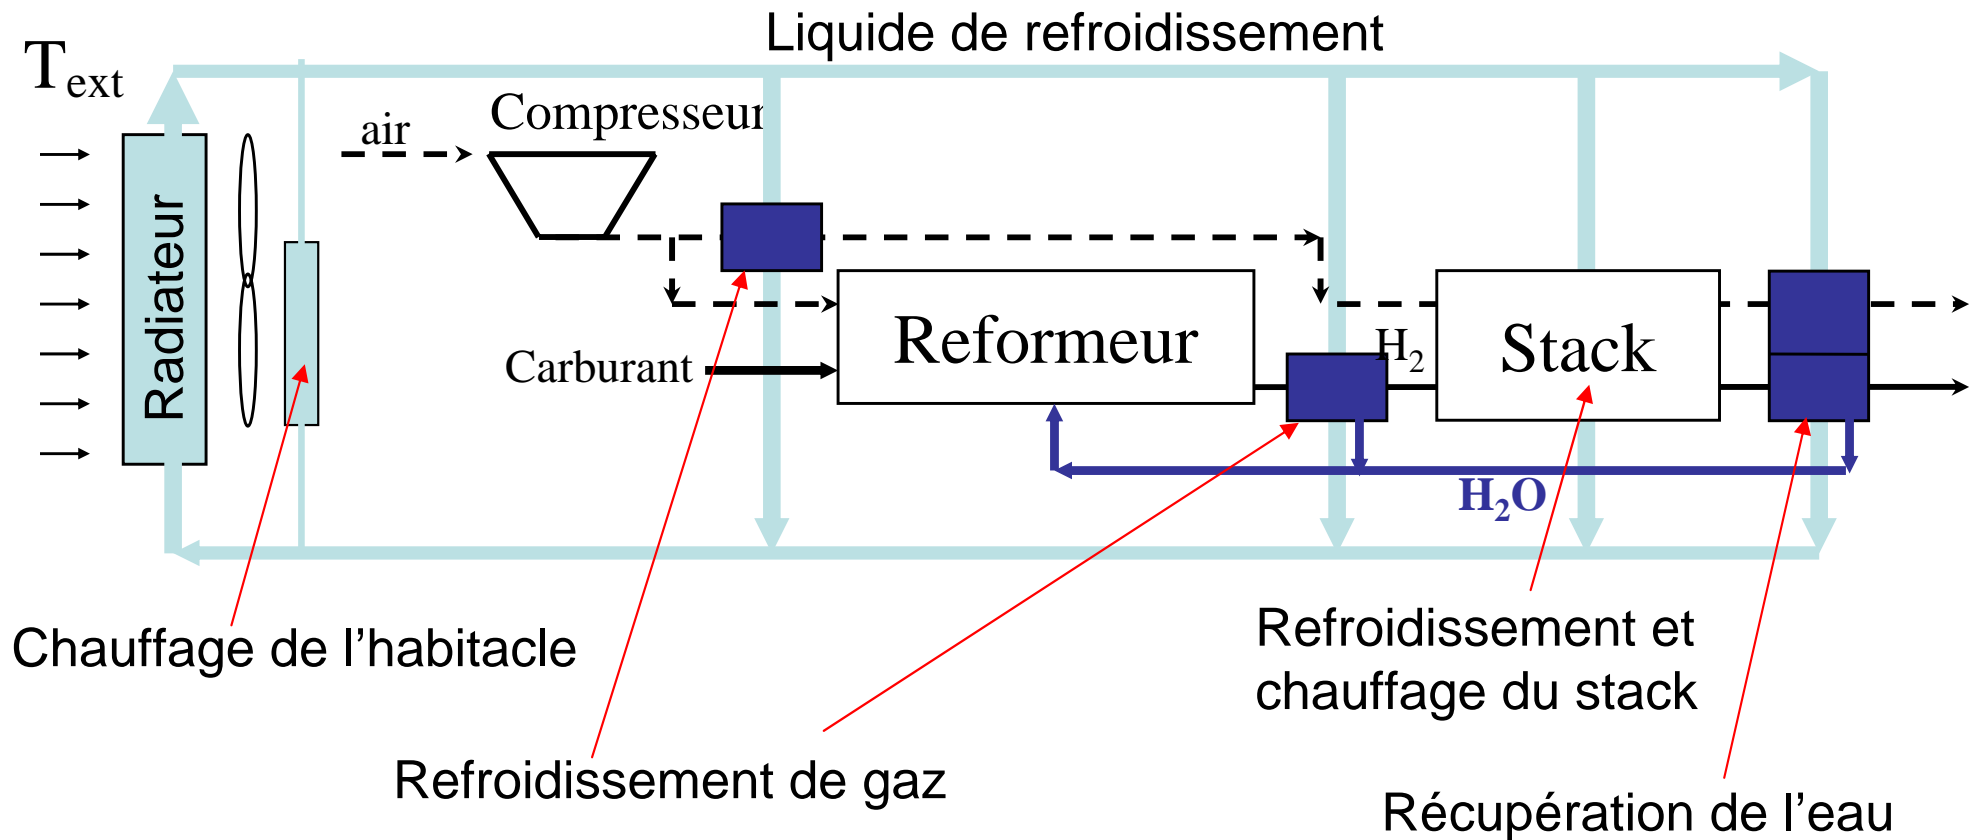 Liquide de refroidissement
T_ext
Compresseur
air
Radiateur
Reformeur
Carburant
H₂
Stack
H₂O
Chauffage de l’habitacle
Refroidissement et
chauffage du stack
Refroidissement de gaz
Récupération de l’eau